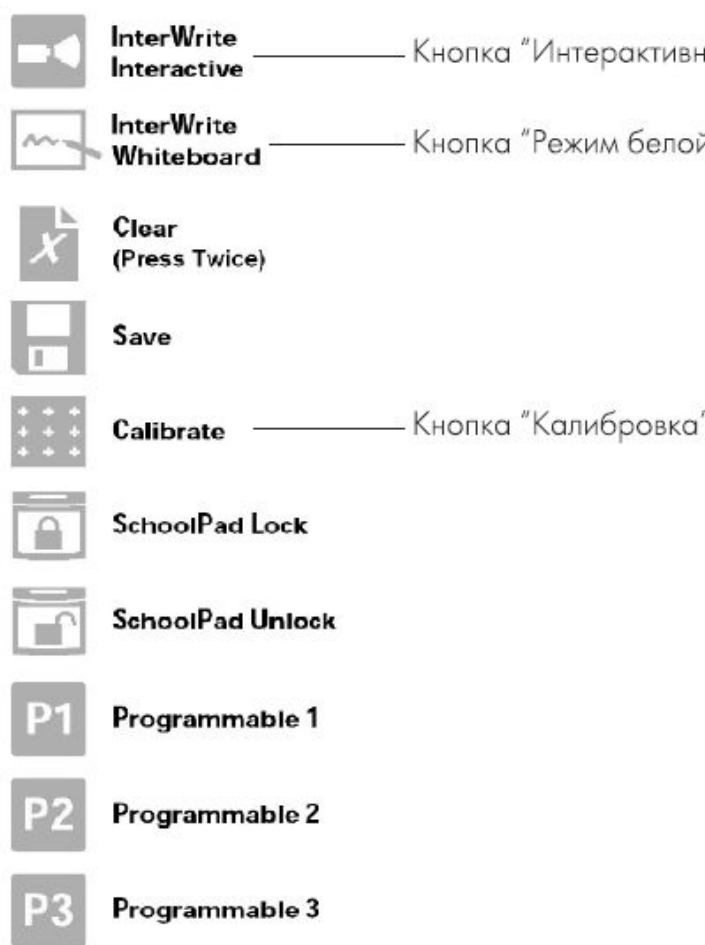 InterWrite
Interactive
Кнопка "Интерактивн
InterWrite
Whiteboard
Кнопка "Режим белой
X
Clear
(Press Twice)
Save
Calibrate
Кнопка "Калибровка"
SchoolPad Lock
SchoolPad Unlock
P1 Programmable 1
P2 Programmable 2
P3 Programmable 3